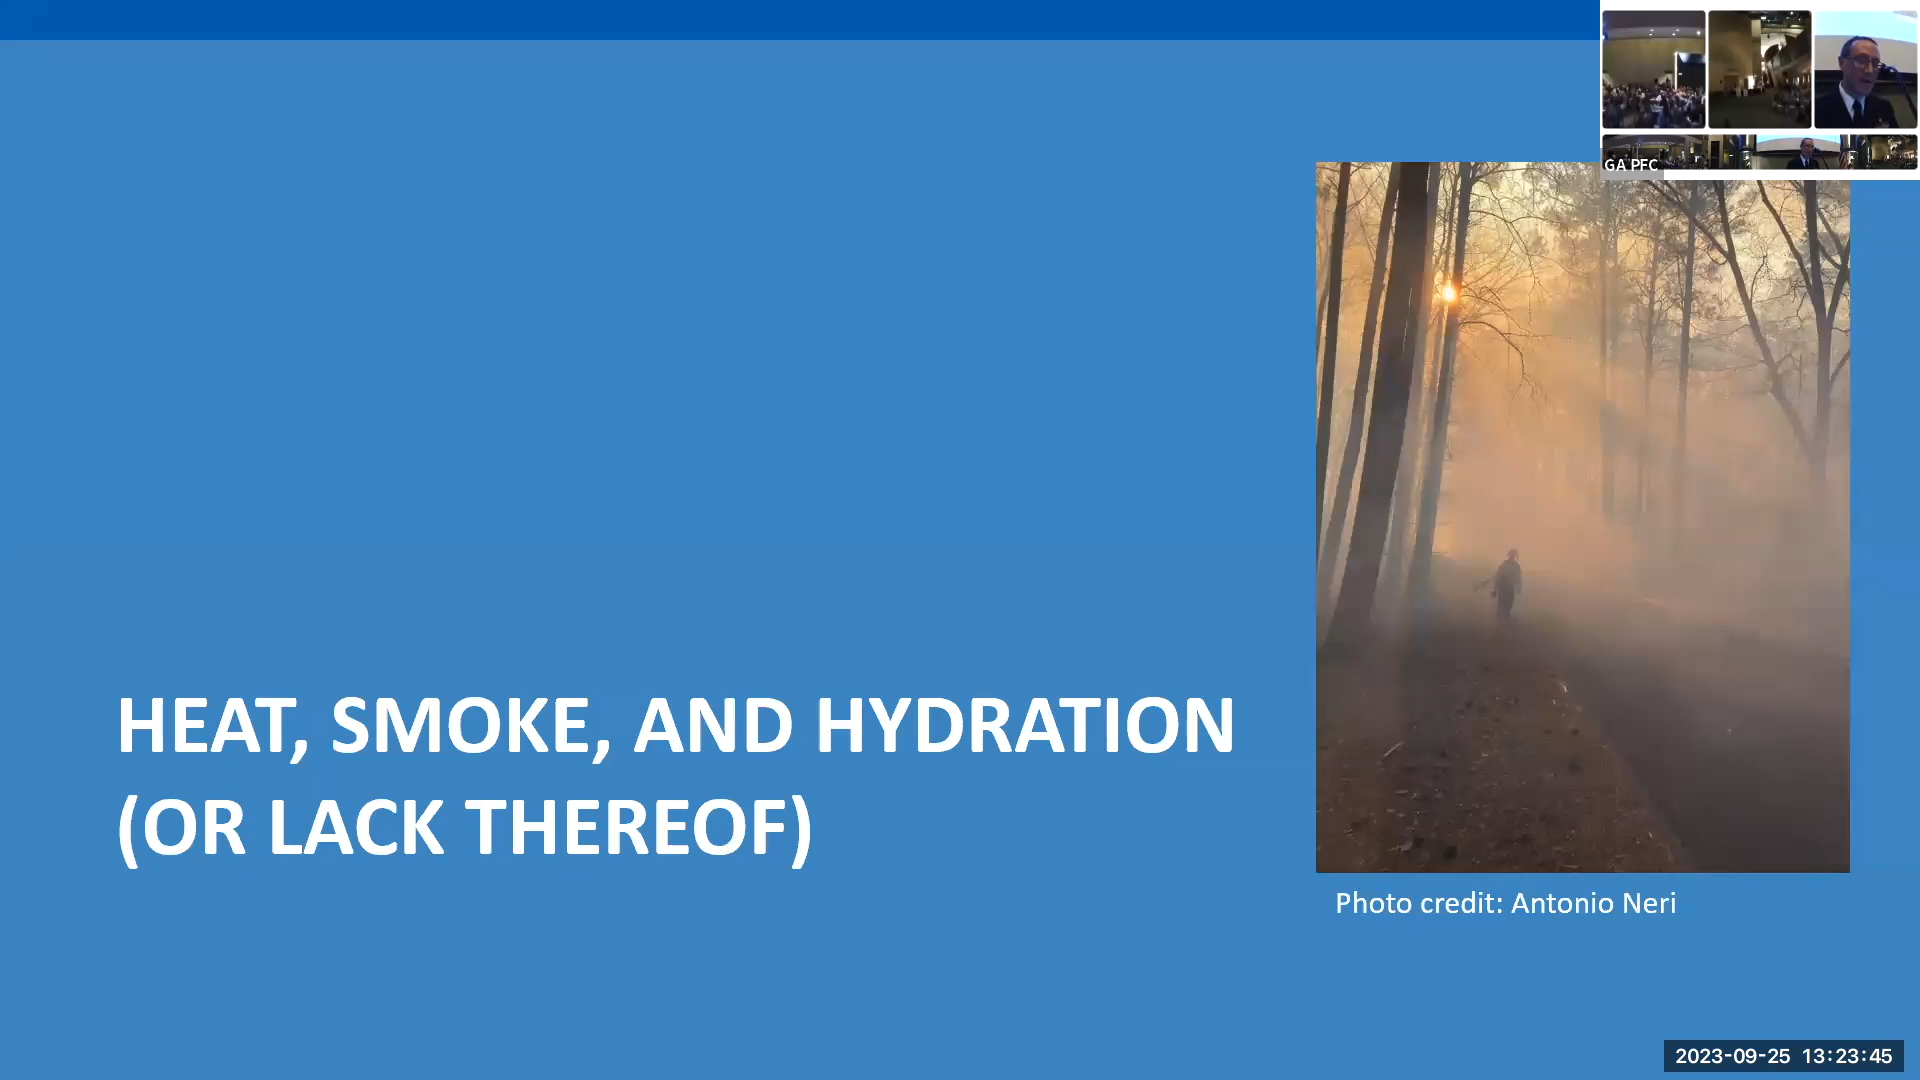 GA PFC
HEAT, SMOKE, AND HYDRATION
(OR LACK THEREOF)
Photo credit: Antonio Neri
2023-09-25 13:23:45